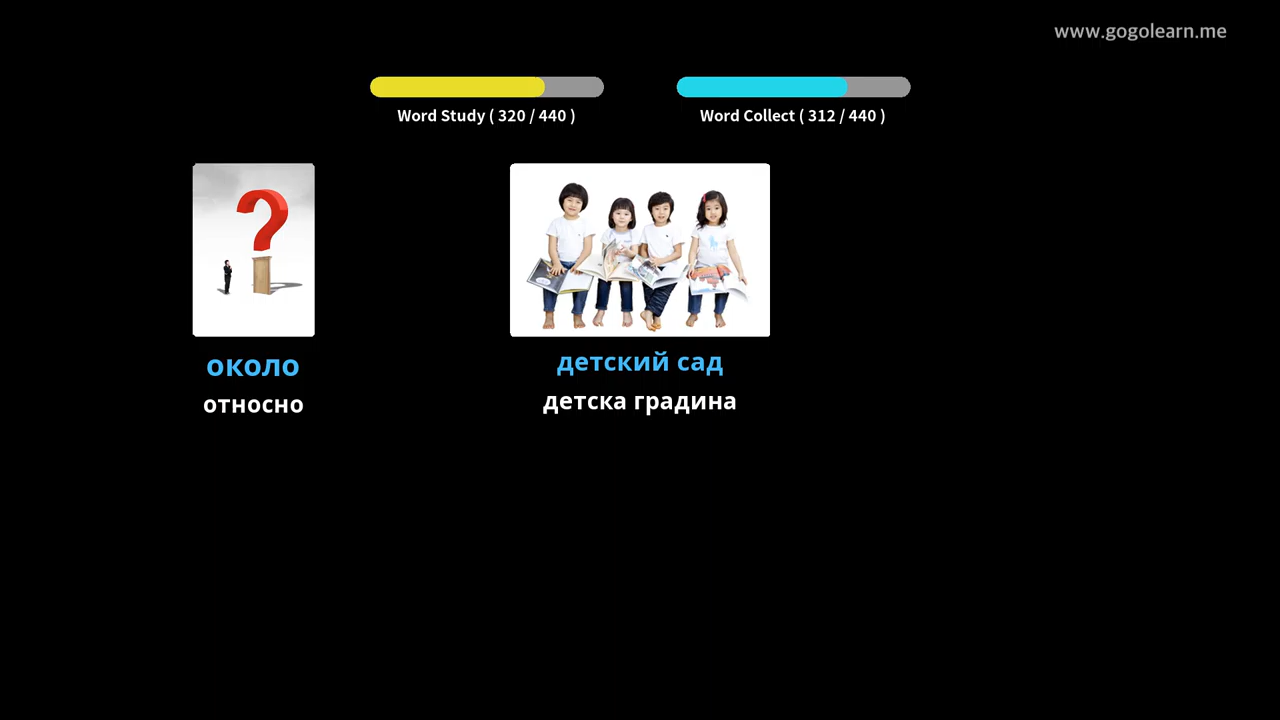 www.gogolearn.me
Word Study ( 320 / 440 )
Word Collect ( 312 / 440 )
около
относно
детский сад
детска градина